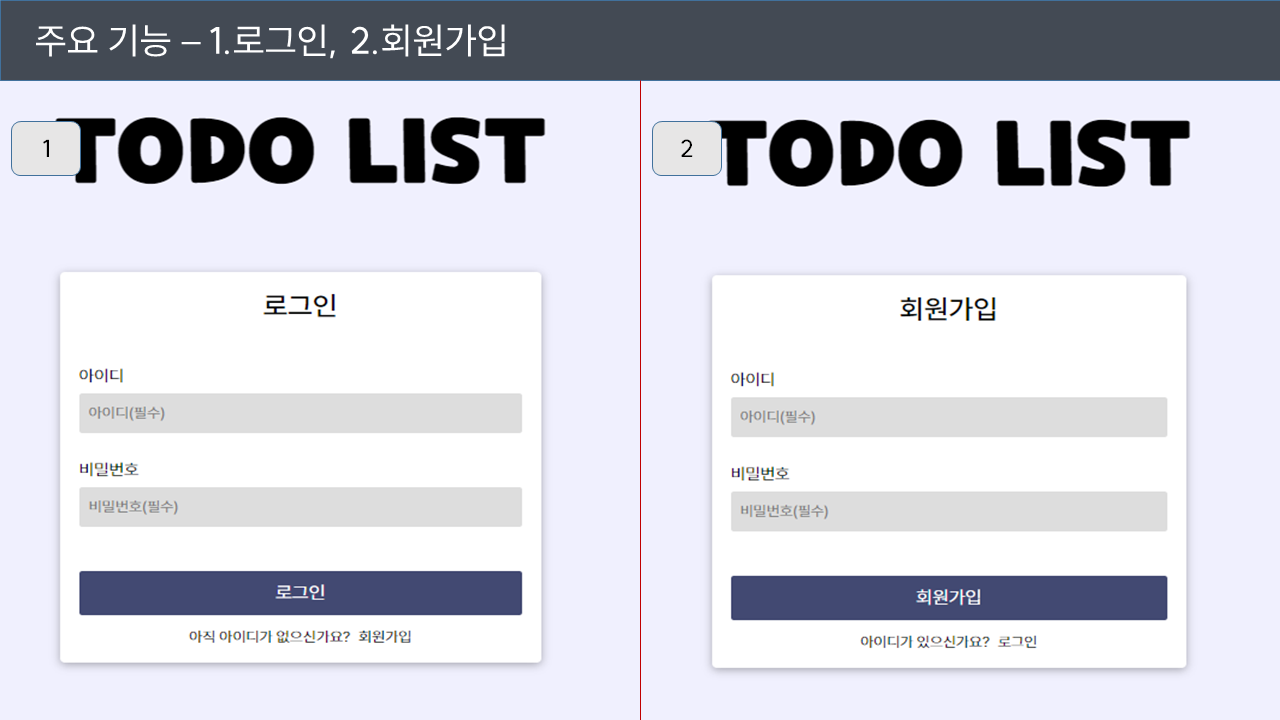 주요 기능 – 1.로그인, 2.회원가입
1
TODO LIST
로그인
아이디
아이디(필수)
비밀번호
비밀번호(필수)
로그인
아직 아이디가 없으신가요? 회원가입
2
TODO LIST
회원가입
아이디
아이디(필수)
비밀번호
비밀번호(필수)
회원가입
아이디가 있으신가요? 로그인